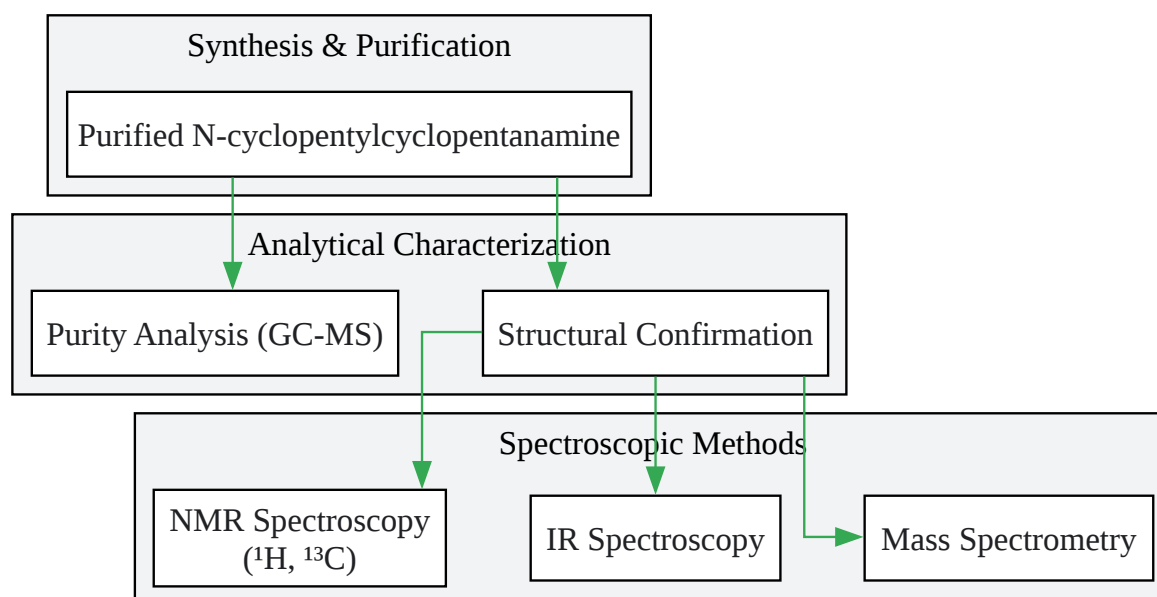 Synthesis & Purification
Purified N-cyclopentylcyclopentanamine
Analytical Characterization
Purity Analysis (GC-MS)
Structural Confirmation
Spectroscopic Methods
NMR Spectroscopy
(¹H, ¹³C)
IR Spectroscopy
Mass Spectrometry